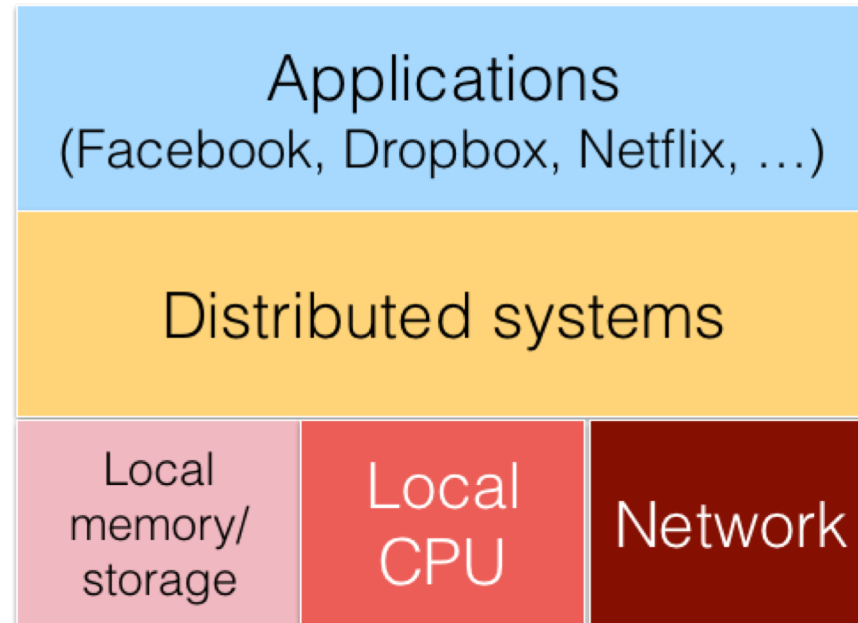 Applications
(Facebook, Dropbox, Netflix, …)
Distributed systems
Local
memory/
storage
Local
CPU
Network